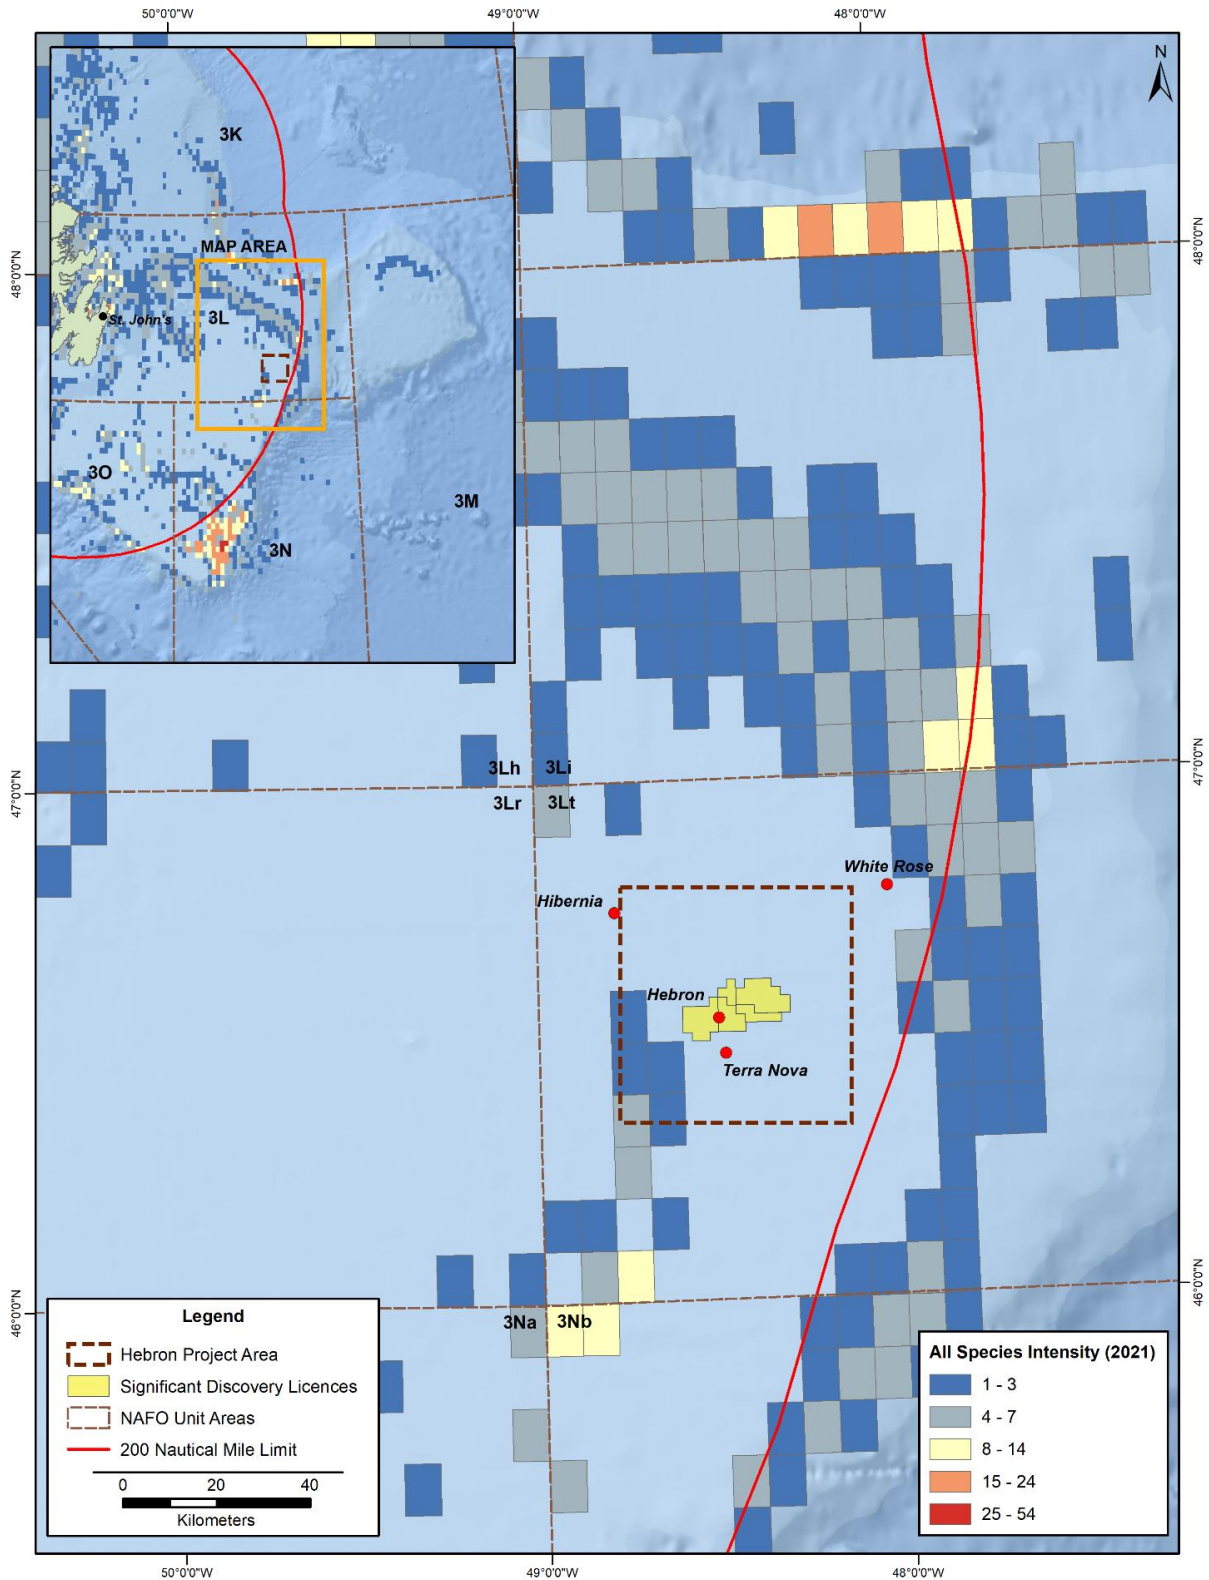 50°0'0"W
49°0'0"W
48°0'0"W
N
3K
MAP AREA
48°0'0"N
48°0'0"N
3L
St. John's
3O
3M
3N
3Lh
3Li
47°0'0"N
47°0'0"N
3Lr
3Lt
White Rose
Hibernia
Hebron
Terra Nova
46°0'0"N
46°0'0"N
3Na
3Nb
Legend
Hebron Project Area
Significant Discovery Licences
NAFO Unit Areas
200 Nautical Mile Limit
0 20 40
Kilometers
All Species Intensity (2021)
1 - 3
4 - 7
8 - 14
15 - 24
25 - 54
50°0'0"W
49°0'0"W
48°0'0"W